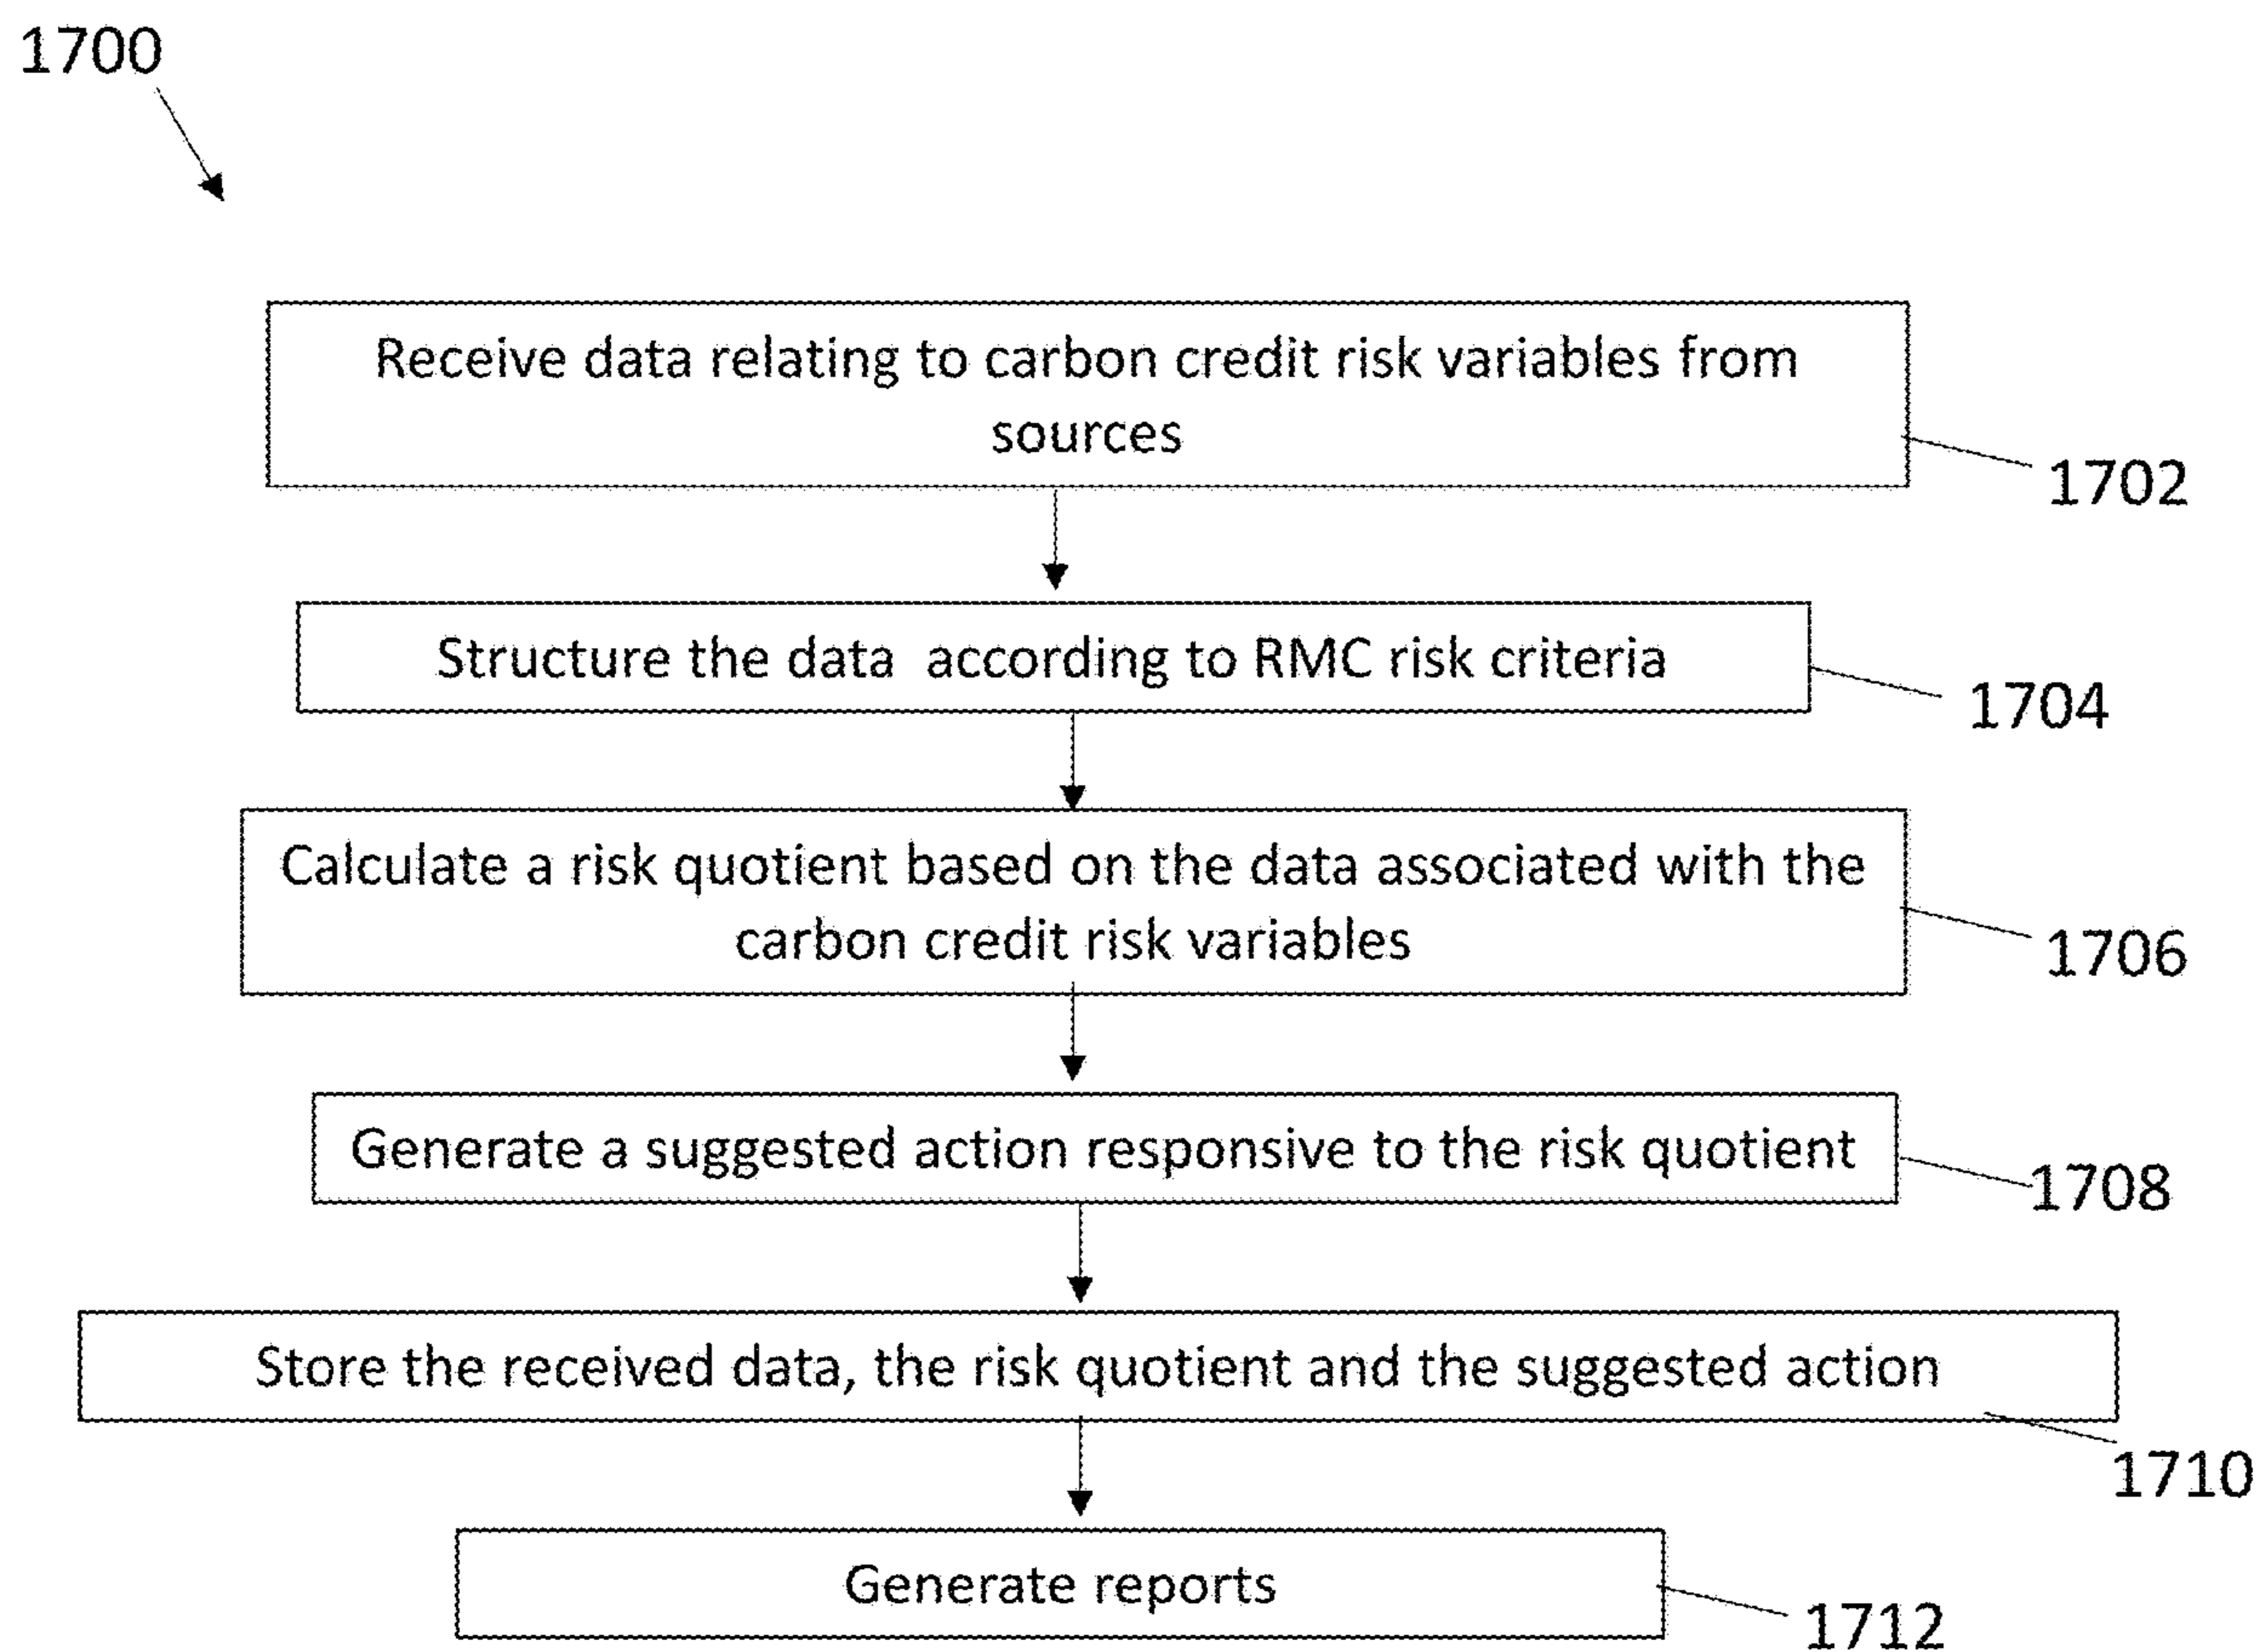 1700
Receive data relating to carbon credit risk variables from
sources
1702
Structure the data  according to RMC risk criteria
1704
Calculate a risk quotient based on the data associated with the
carbon credit risk variables
1706
Generate a suggested action responsive to the risk quotient
1708
Store the received data, the risk quotient and the suggested action
1710
Generate reports
1712